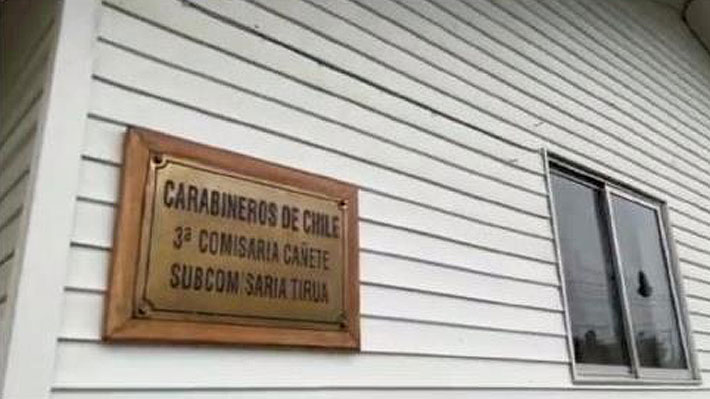 CARABINEROS DE CHILE
3ª COMISARIA CAÑETE
SUBCOMISARIA TIRUA